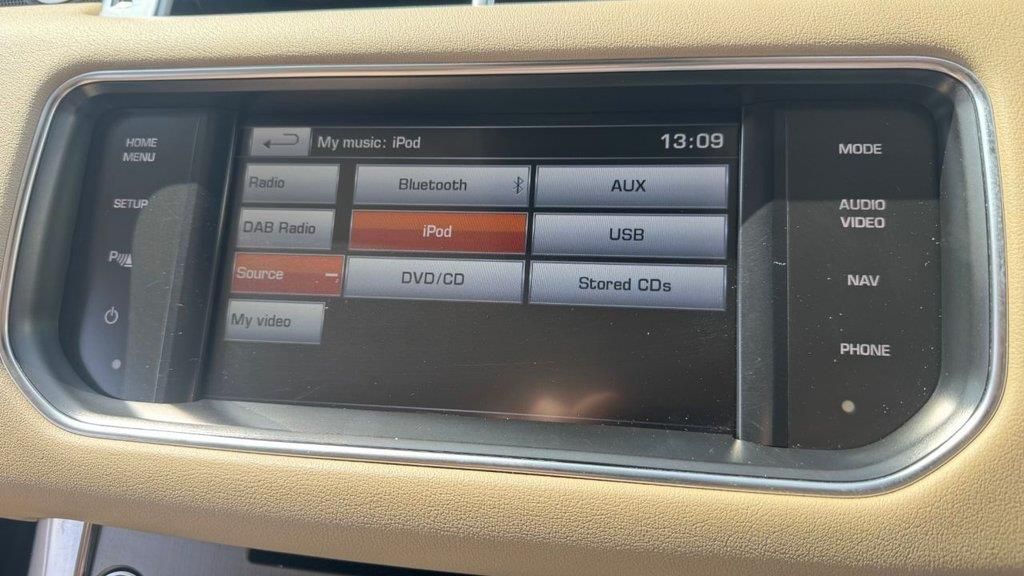 HOME
MENU
SETUP
P
My music: iPod
13:09
Radio
Bluetooth
AUX
DAB Radio
iPod
USB
Source
DVD/CD
Stored CDs
My video
MODE
AUDIO
VIDEO
NAV
PHONE